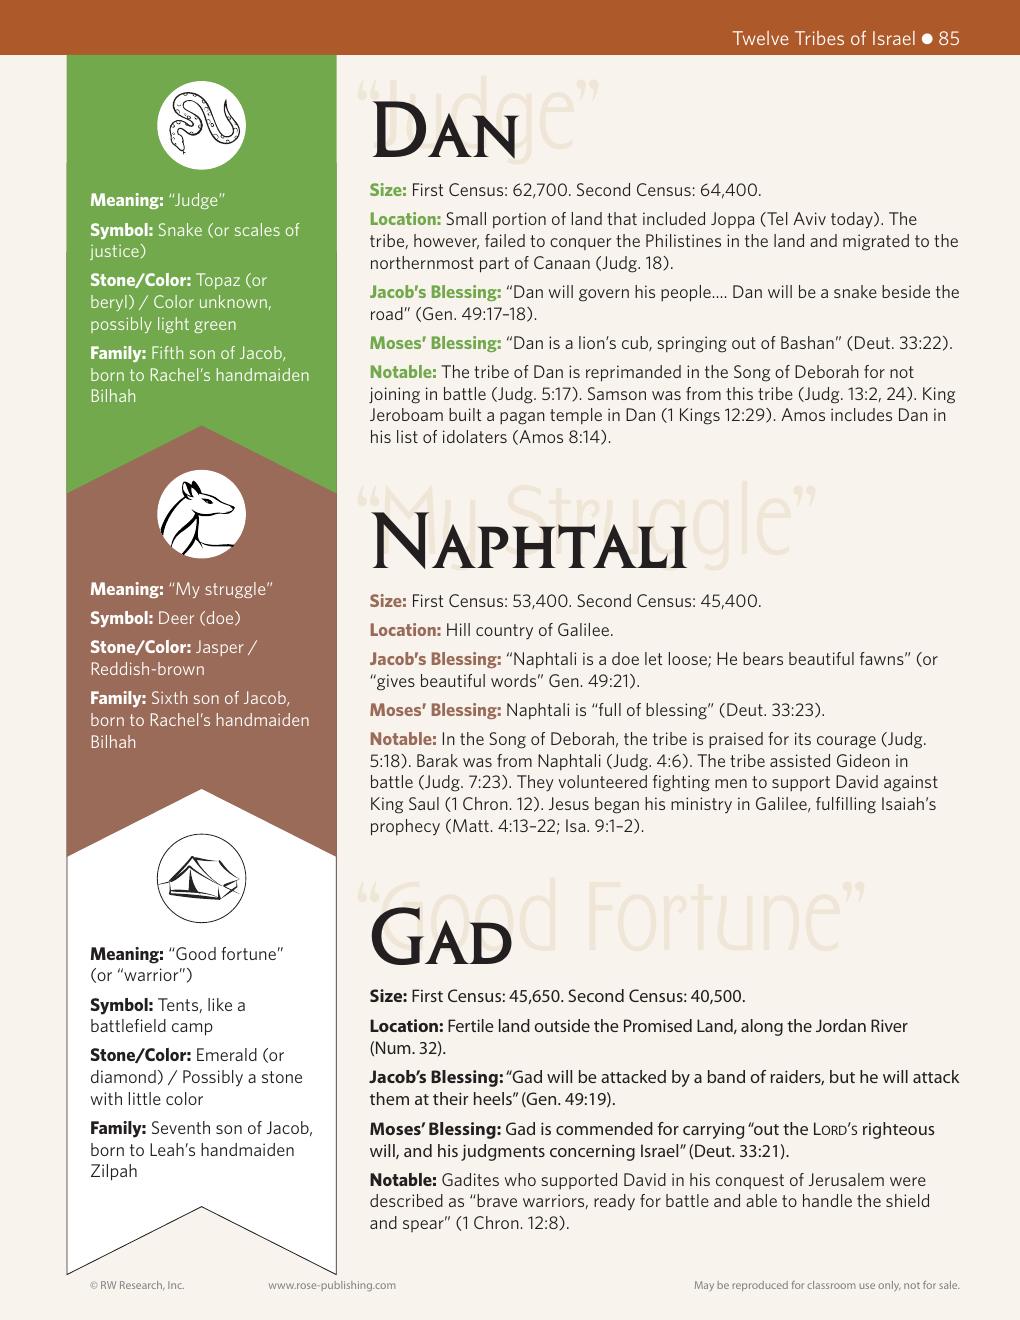 Twelve Tribes of Israel ● 85
Meaning: “Judge”
Symbol: Snake (or scales of
justice)
Stone/Color: Topaz (or
beryl) / Color unknown,
possibly light green
Family: Fifth son of Jacob,
born to Rachel’s handmaiden
Bilhah
“Judge”
Dan
Size: First Census: 62,700. Second Census: 64,400.
Location: Small portion of land that included Joppa (Tel Aviv today). The
tribe, however, failed to conquer the Philistines in the land and migrated to the
northernmost part of Canaan (Judg. 18).
Jacob’s Blessing: “Dan will govern his people.... Dan will be a snake beside the
road” (Gen. 49:17–18).
Moses’ Blessing: “Dan is a lion’s cub, springing out of Bashan” (Deut. 33:22).
Notable: The tribe of Dan is reprimanded in the Song of Deborah for not
joining in battle (Judg. 5:17). Samson was from this tribe (Judg. 13:2, 24). King
Jeroboam built a pagan temple in Dan (1 Kings 12:29). Amos includes Dan in
his list of idolaters (Amos 8:14).
Meaning: “My struggle”
Symbol: Deer (doe)
Stone/Color: Jasper /
Reddish-brown
Family: Sixth son of Jacob,
born to Rachel’s handmaiden
Bilhah
“My Struggle”
Naphtali
Size: First Census: 53,400. Second Census: 45,400.
Location: Hill country of Galilee.
Jacob’s Blessing: “Naphtali is a doe let loose; He bears beautiful fawns” (or
“gives beautiful words” Gen. 49:21).
Moses’ Blessing: Naphtali is “full of blessing” (Deut. 33:23).
Notable: In the Song of Deborah, the tribe is praised for its courage (Judg.
5:18). Barak was from Naphtali (Judg. 4:6). The tribe assisted Gideon in
battle (Judg. 7:23). They volunteered fighting men to support David against
King Saul (1 Chron. 12). Jesus began his ministry in Galilee, fulfilling Isaiah’s
prophecy (Matt. 4:13–22; Isa. 9:1–2).
Meaning: “Good fortune”
(or “warrior”)
Symbol: Tents, like a
battlefield camp
Stone/Color: Emerald (or
diamond) / Possibly a stone
with little color
Family: Seventh son of Jacob,
born to Leah’s handmaiden
Zilpah
“Good Fortune”
Gad
Size: First Census: 45,650. Second Census: 40,500.
Location: Fertile land outside the Promised Land, along the Jordan River
(Num. 32).
Jacob’s Blessing: “Gad will be attacked by a band of raiders, but he will attack
them at their heels” (Gen. 49:19).
Moses’ Blessing: Gad is commended for carrying “out the LORD’s righteous
will, and his judgments concerning Israel” (Deut. 33:21).
Notable: Gadites who supported David in his conquest of Jerusalem were
described as “brave warriors, ready for battle and able to handle the shield
and spear” (1 Chron. 12:8).
© RW Research, Inc. www.rose-publishing.com May be reproduced for classroom use only, not for sale.